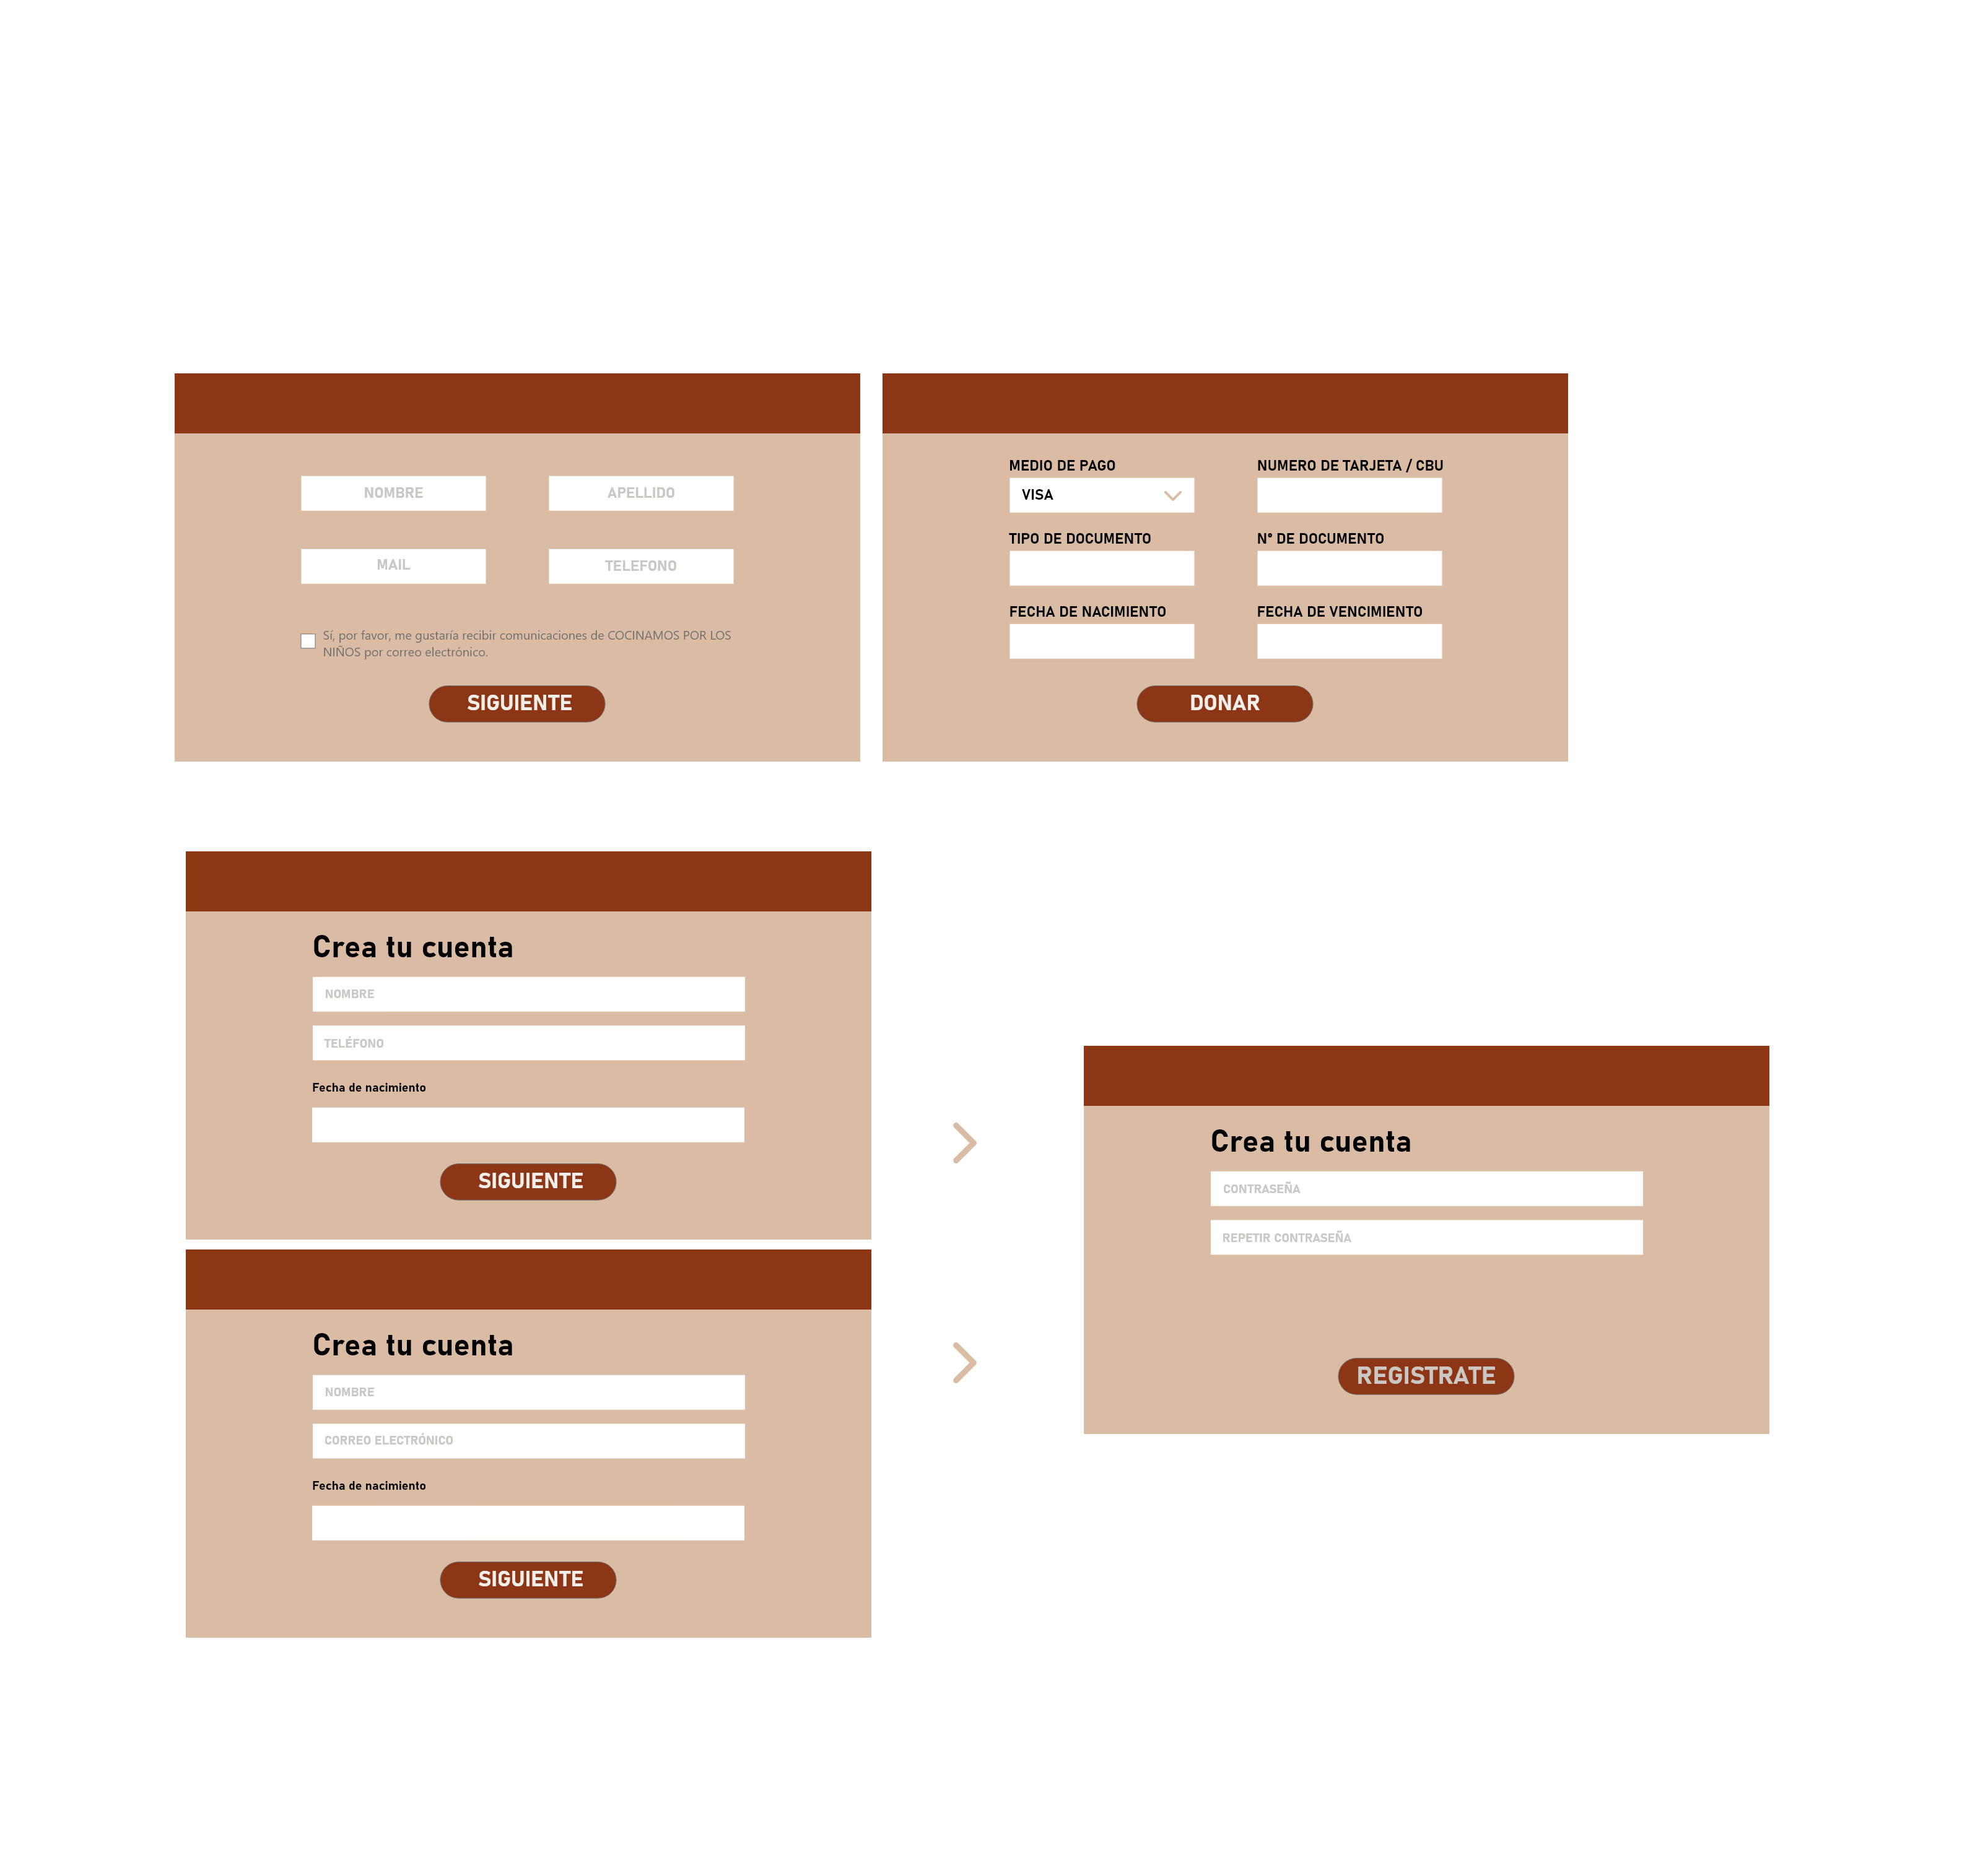 NOMBRE
APELLIDO
MAIL
TELEFONO
Sí, por favor, me gustaría recibir comunicaciones de COCINAMOS POR LOS
NIÑOS por correo electrónico.
SIGUIENTE
MEDIO DE PAGO
NUMERO DE TARJETA / CBU
VISA
TIPO DE DOCUMENTO
N° DE DOCUMENTO
FECHA DE NACIMIENTO
FECHA DE VENCIMIENTO
DONAR
Crea tu cuenta
NOMBRE
TELÉFONO
Fecha de nacimiento
SIGUIENTE
Crea tu cuenta
NOMBRE
CORREO ELECTRÓNICO
Fecha de nacimiento
SIGUIENTE
Crea tu cuenta
CONTRASEÑA
REPETIR CONTRASEÑA
REGISTRATE